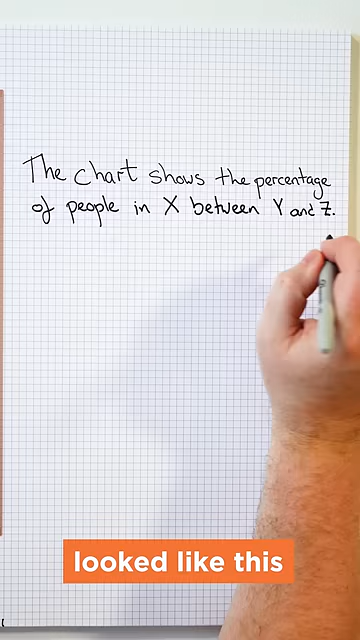 The chart shows the percentage
of people in X between Y and Z.
looked like this